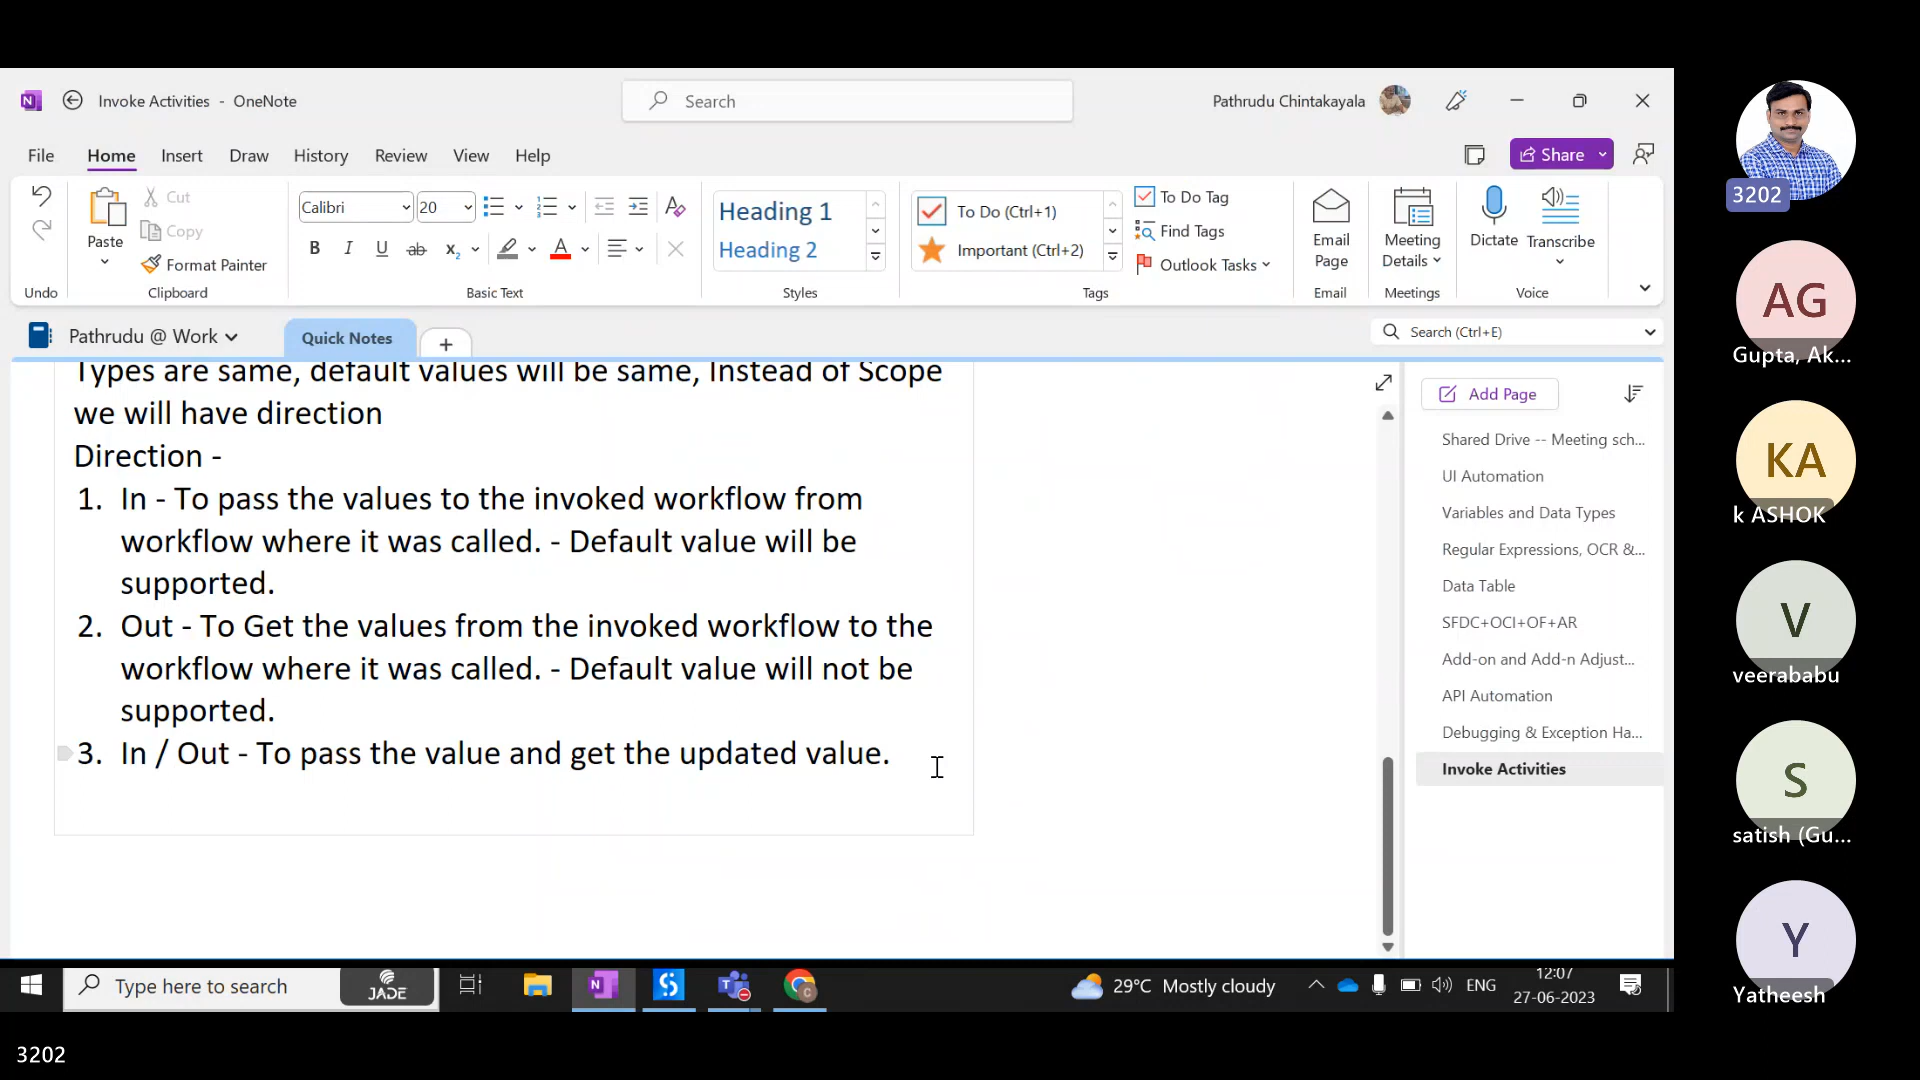 Invoke Activities - OneNote
Search
Pathrudu Chintakayala
File Home Insert Draw History Review View Help
Share
Paste
Cut
Copy
Format Painter
Calibri
20
Heading 1
Heading 2
To Do (Ctrl+1)
Important (Ctrl+2)
To Do Tag
Find Tags
Outlook Tasks
Email
Page
Meeting
Details
Dictate
Transcribe
Undo Clipboard Basic Text Styles Tags Email Meetings Voice
Pathrudu @ Work
Quick Notes
Search (Ctrl+E)
Types are same, default values will be same, Instead of Scope
we will have direction
Direction -
1. In - To pass the values to the invoked workflow from
workflow where it was called. - Default value will be
supported.
2. Out - To Get the values from the invoked workflow to the
workflow where it was called. - Default value will not be
supported.
3. In / Out - To pass the value and get the updated value.
Add Page
Shared Drive -- Meeting sch...
UI Automation
Variables and Data Types
Regular Expressions, OCR &...
Data Table
SFDC+OCI+OF+AR
Add-on and Add-n Adjust...
API Automation
Debugging & Exception Ha...
Invoke Activities
Type here to search
JADE
29°C Mostly cloudy
ENG
12:07
27-06-2023
3202
AG
Gupta, Ak...
KA
k ASHOK
V
veerababu
S
satish (Gu...
Y
Yatheesh
3202